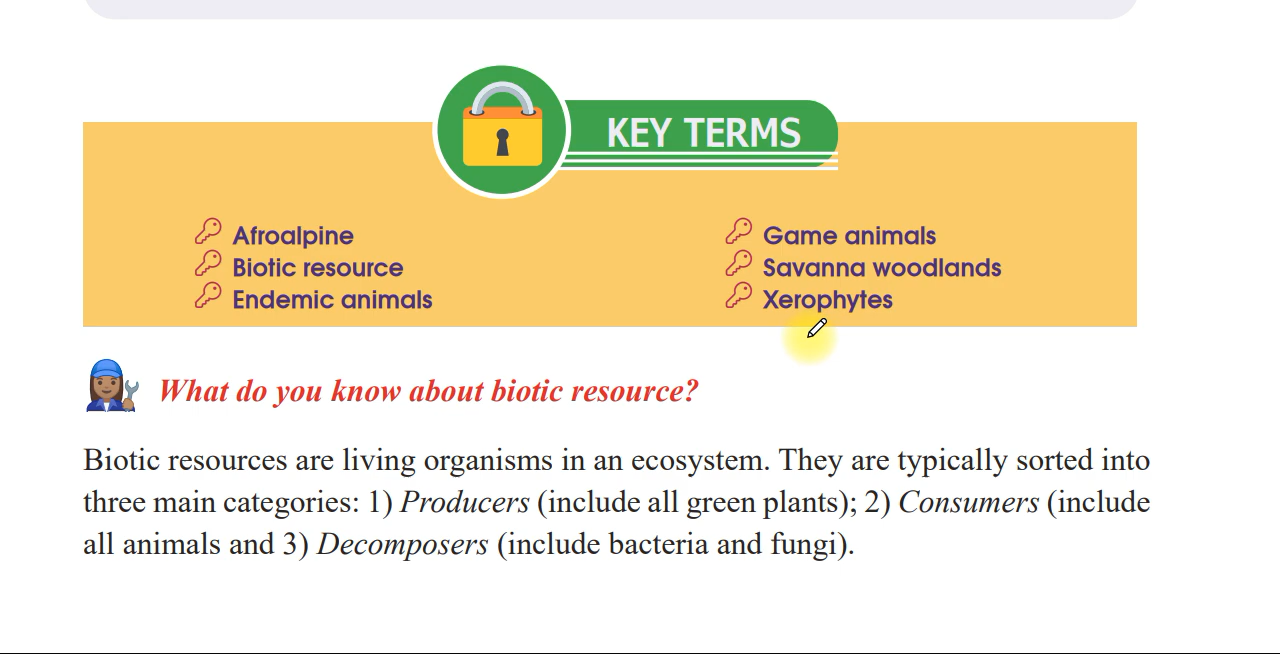 KEY TERMS
Afroalpine
Biotic resource
Endemic animals
Game animals
Savanna woodlands
Xerophytes
What do you know about biotic resource?
Biotic resources are living organisms in an ecosystem. They are typically sorted into
three main categories: 1) Producers (include all green plants); 2) Consumers (include
all animals and 3) Decomposers (include bacteria and fungi).